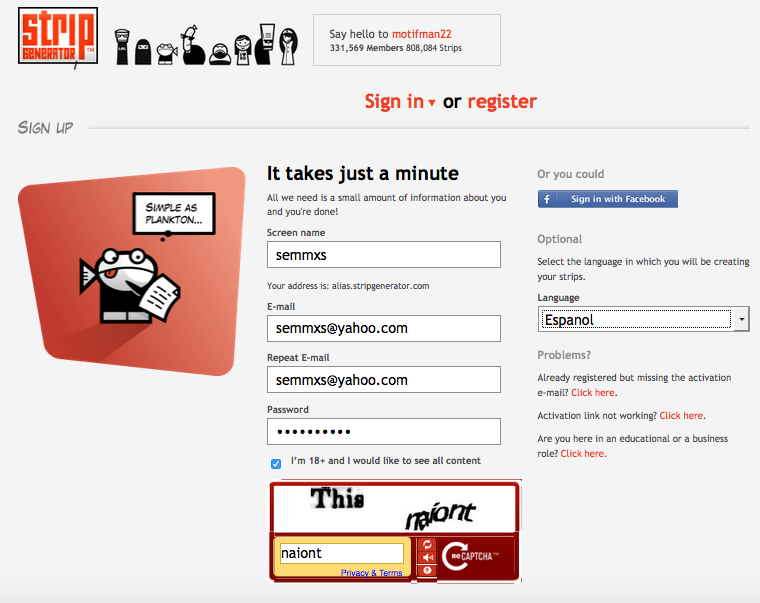 STRIP
GENERATOR™
LOL
Say hello to motifman22
331,569 Members 808,084 Strips
Sign in ▾ or register
SIGN UP
SIMPLE AS
PLANKTON...
It takes just a minute
All we need is a small amount of information about you
and you're done!
Screen name
semmxs
Your address is: alias.stripgenerator.com
E-mail
semmxs@yahoo.com
Repeat E-mail
semmxs@yahoo.com
Password
••••••••••
I'm 18+ and I would like to see all content
This naiont
naiont
Privacy & Terms
reCAPTCHA™
Or you could
f Sign in with Facebook
Optional
Select the language in which you will be creating
your strips.
Language
Espanol
Problems?
Already registered but missing the activation
e-mail? Click here.
Activation link not working? Click here.
Are you here in an educational or a business
role? Click here.